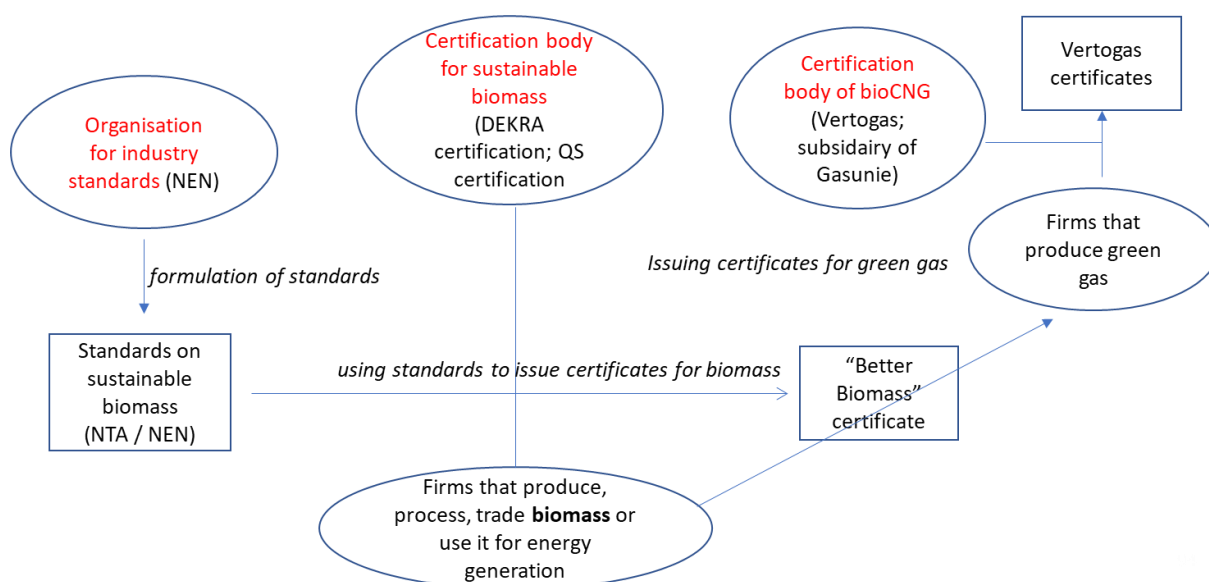 Organisation
for industry
standards (NEN)
Certification body
for sustainable
biomass
(DEKRA
certification; QS
certification
Certification
body of bioCNG
(Vertogas;
subsidairy of
Gasunie)
Vertogas
certificates
Firms that
produce green
gas
formulation of standards
Issuing certificates for green gas
Standards on
sustainable
biomass
(NTA / NEN)
using standards to issue certificates for biomass
“Better
Biomass”
certificate
Firms that produce,
process, trade biomass or
use it for energy
generation